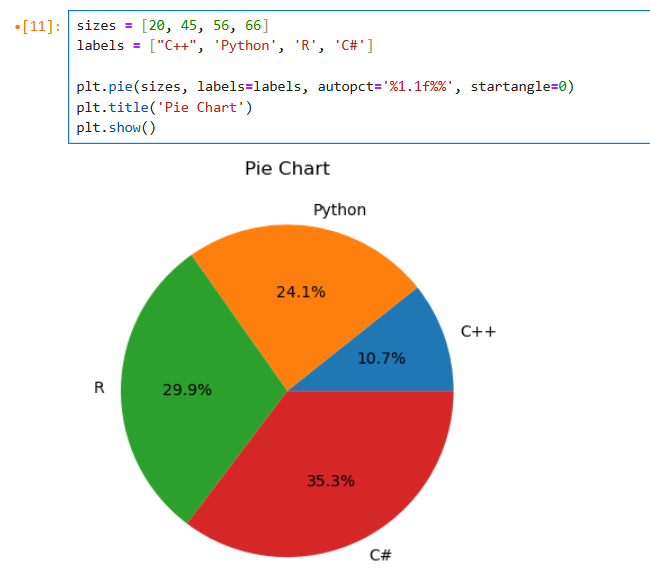 •[11]: sizes = [20, 45, 56, 66]
labels = ["C++", 'Python', 'R', 'C#']
plt.pie(sizes, labels=labels, autopct='%1.1f%%', startangle=0)
plt.title('Pie Chart')
plt.show()
Pie Chart
Python
24.1%
C++
10.7%
R
29.9%
35.3%
C#